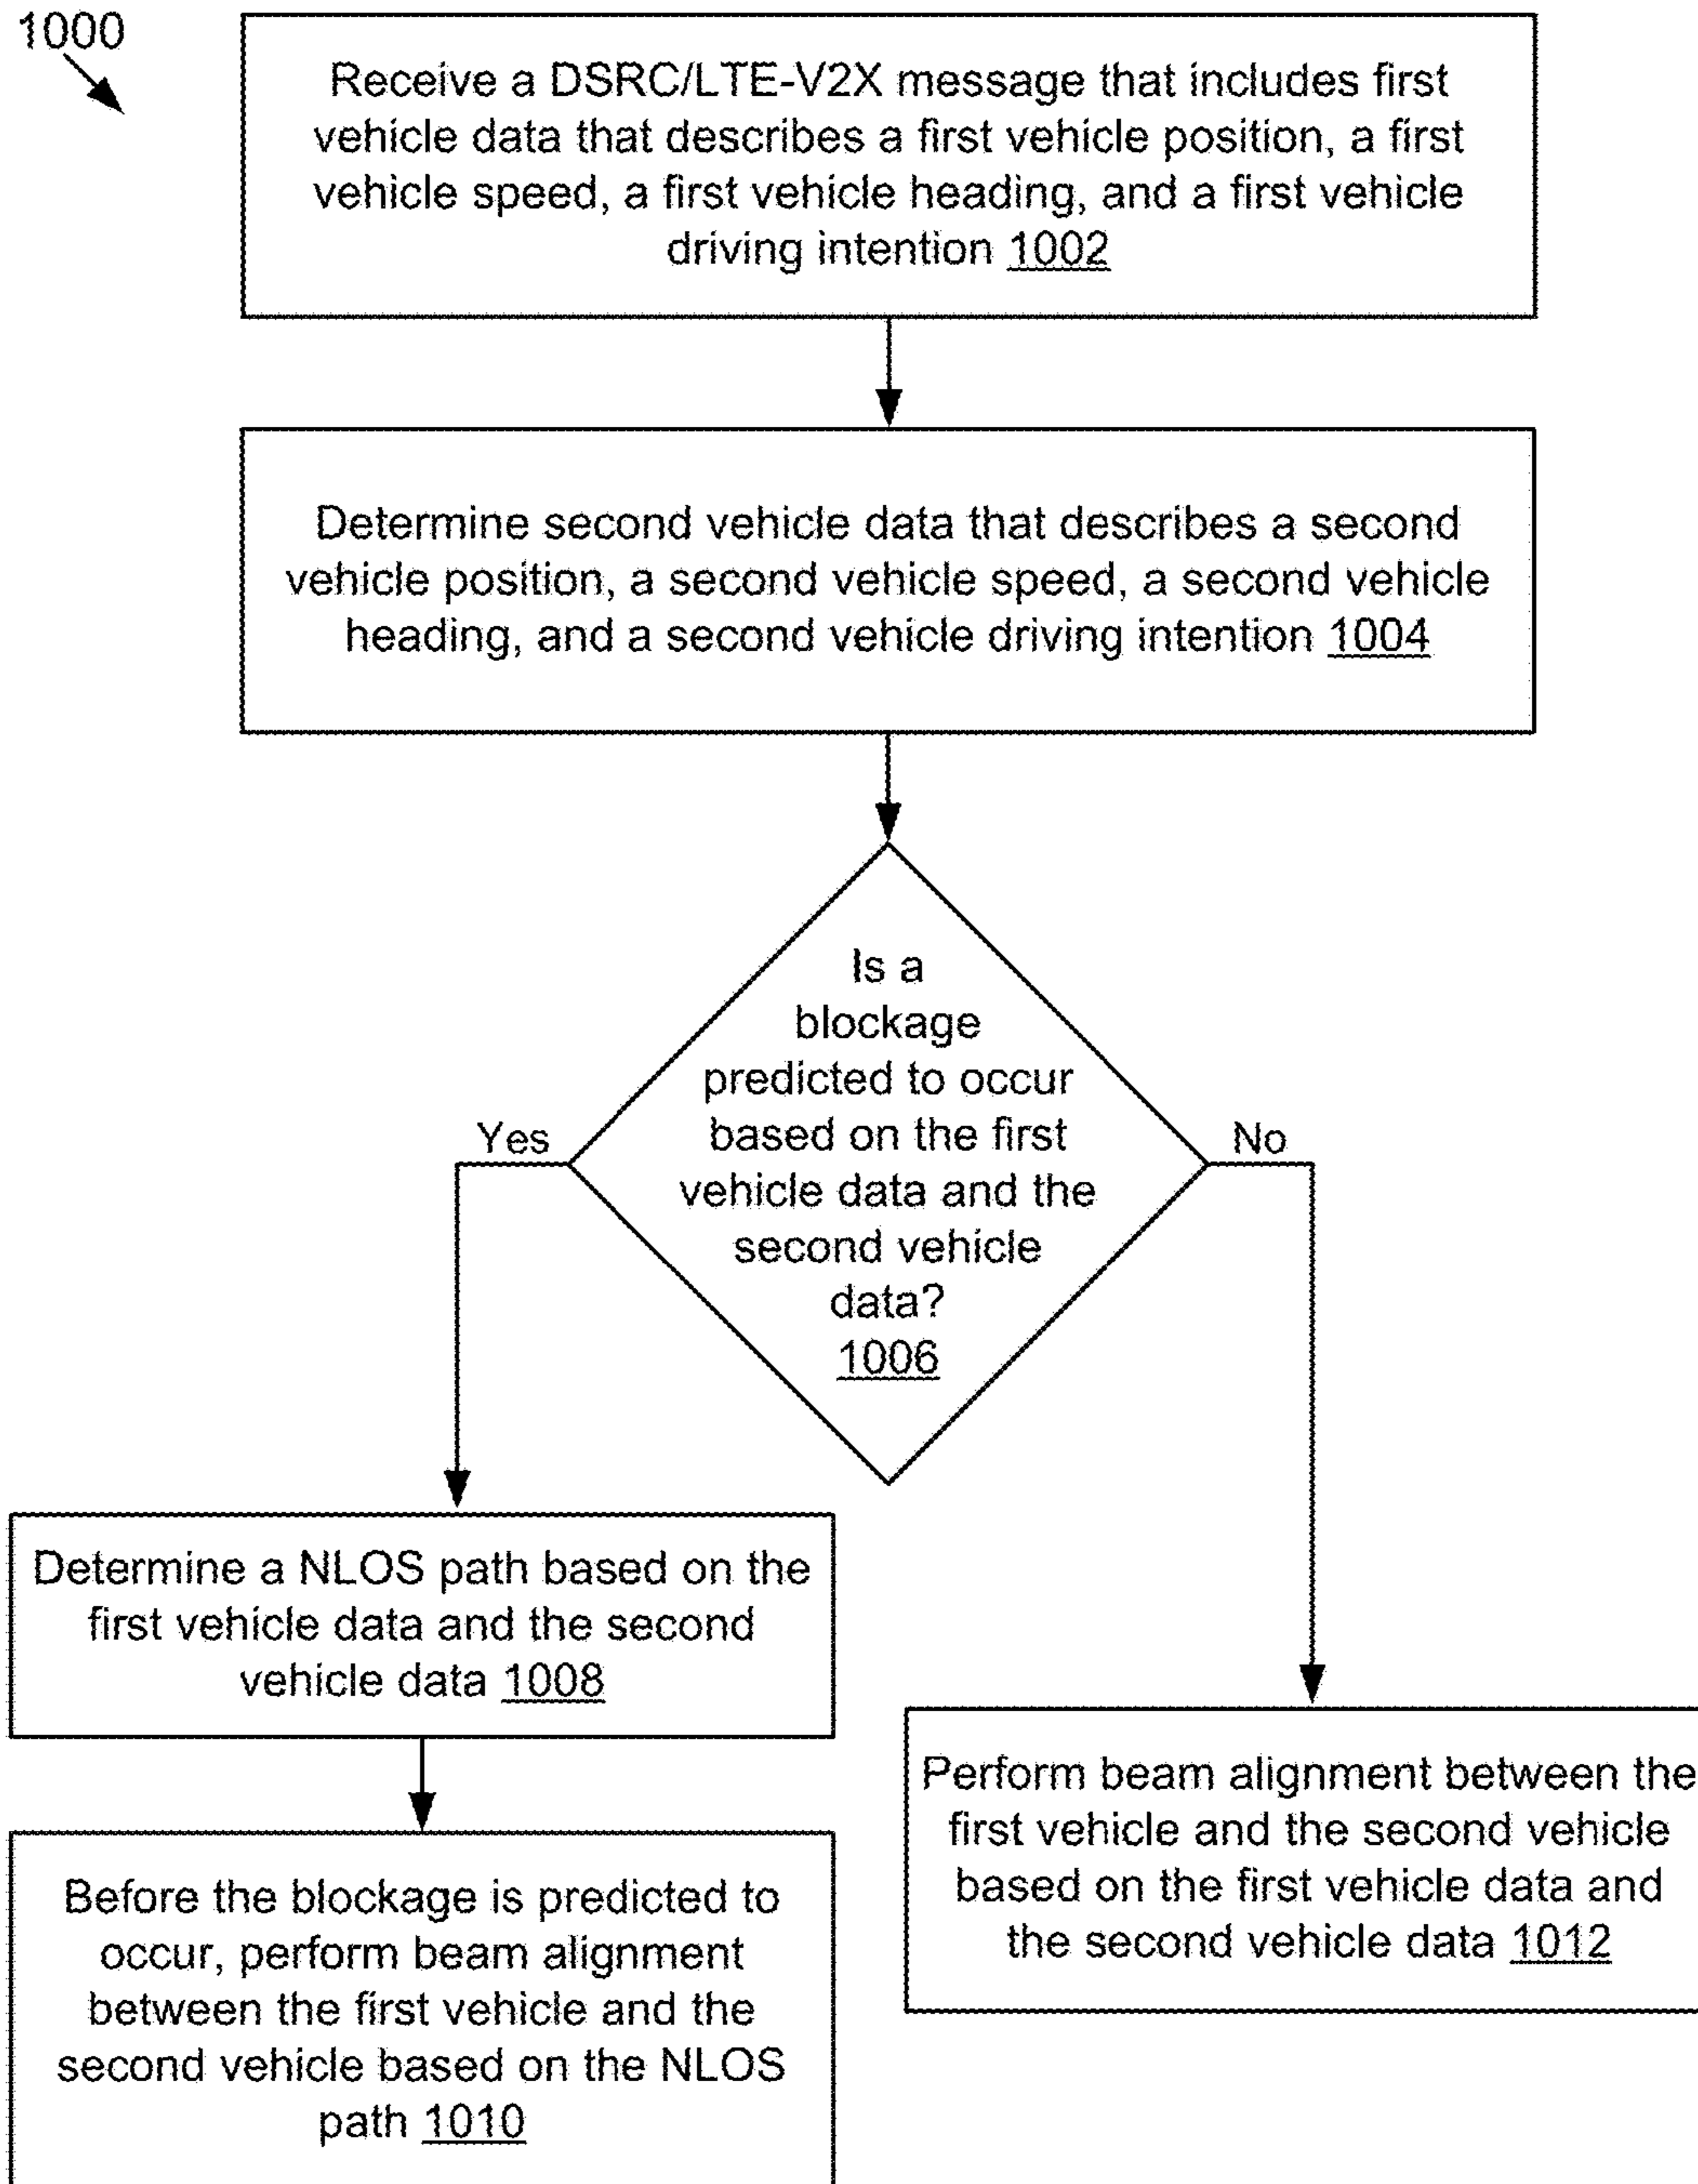 1000
Receive a DSRC/LTE-V2X message that includes first
vehicle data that describes a first vehicle position, a first
vehicle speed, a first vehicle heading, and a first vehicle
driving intention 1002
Determine second vehicle data that describes a second
vehicle position, a second vehicle speed, a second vehicle
heading, and a second vehicle driving intention 1004
Is a
blockage
predicted to occur
based on the first
vehicle data and the
second vehicle
data?
1006
Yes
No
Determine a NLOS path based on the
first vehicle data and the second
vehicle data 1008
Before the blockage is predicted to
occur, perform beam alignment
between the first vehicle and the
second vehicle based on the NLOS
path 1010
Perform beam alignment between the
first vehicle and the second vehicle
based on the first vehicle data and
the second vehicle data 1012